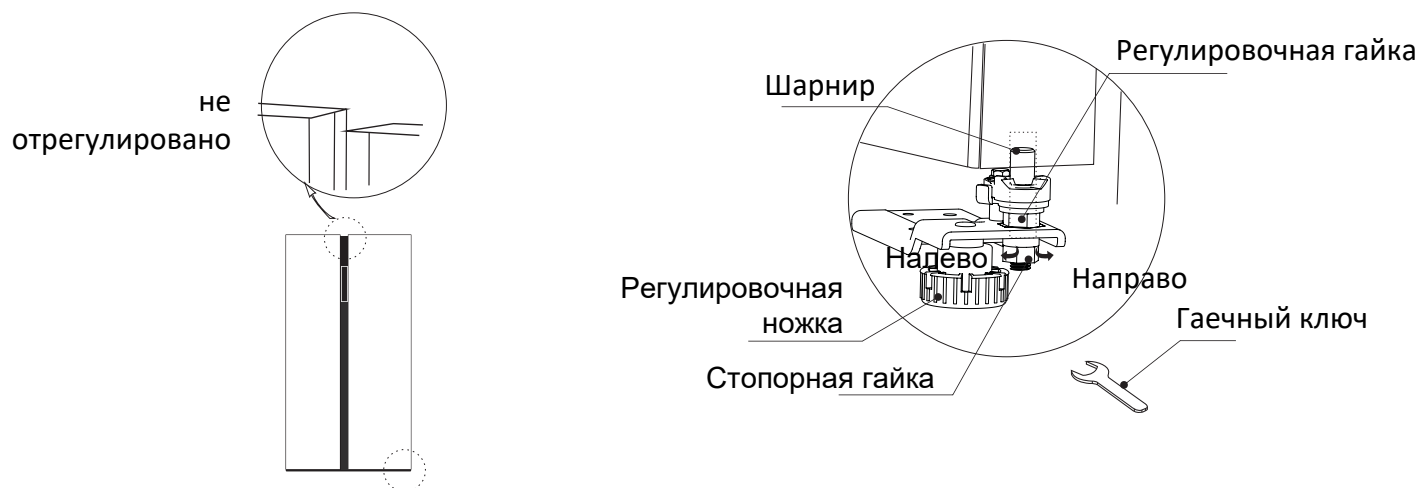 не
отрегулировано
Регулировочная гайка
Шарнир
Налево
Направо
Регулировочная
ножка
Гаечный ключ
Стопорная гайка